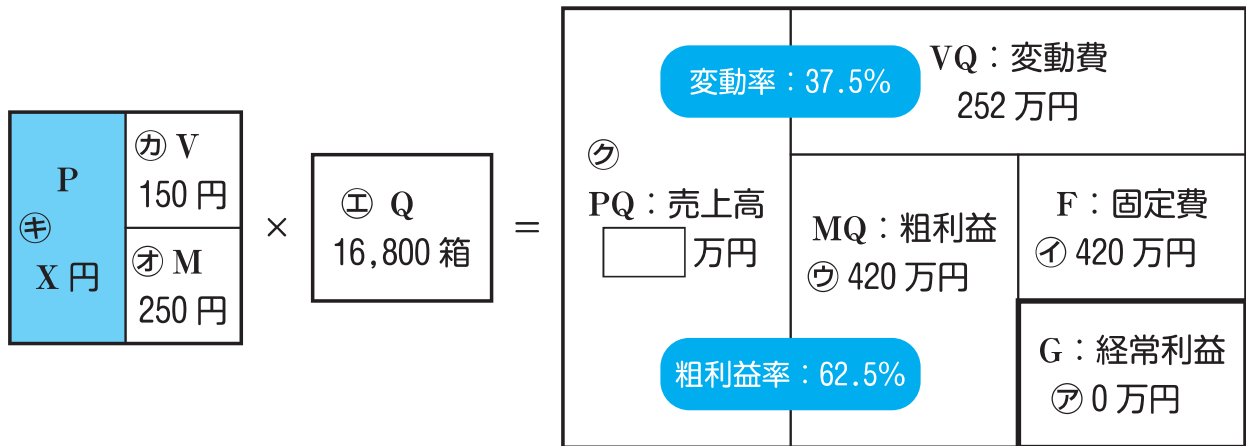 P
㋖
X 円
㋕ V
150 円
㋔ M
250 円
×
㋓ Q
16,800 箱
=
㋗
PQ：売上高
万円
変動率：37.5%
粗利益率：62.5%
VQ：変動費
252 万円
MQ：粗利益
㋒ 420 万円
F：固定費
㋑ 420 万円
G：経常利益
㋐ 0 万円